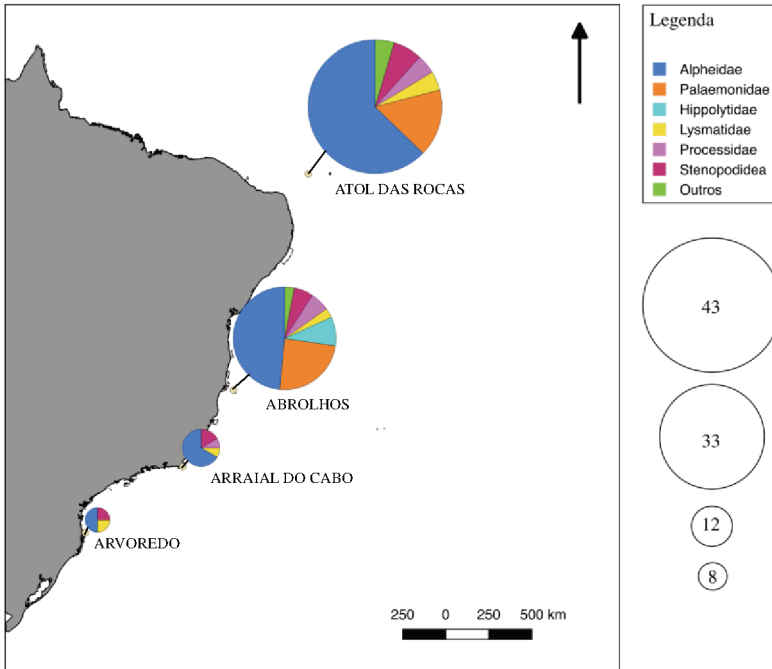 ATOL DAS ROCAS
ABROLHOS
ARRAIAL DO CABO
ARVOREDO
250 0 250 500 km
Legenda
Alpheidae
Palaemonidae
Hippolytidae
Lysmatidae
Processidae
Stenopodidea
Outros
43
33
12
8